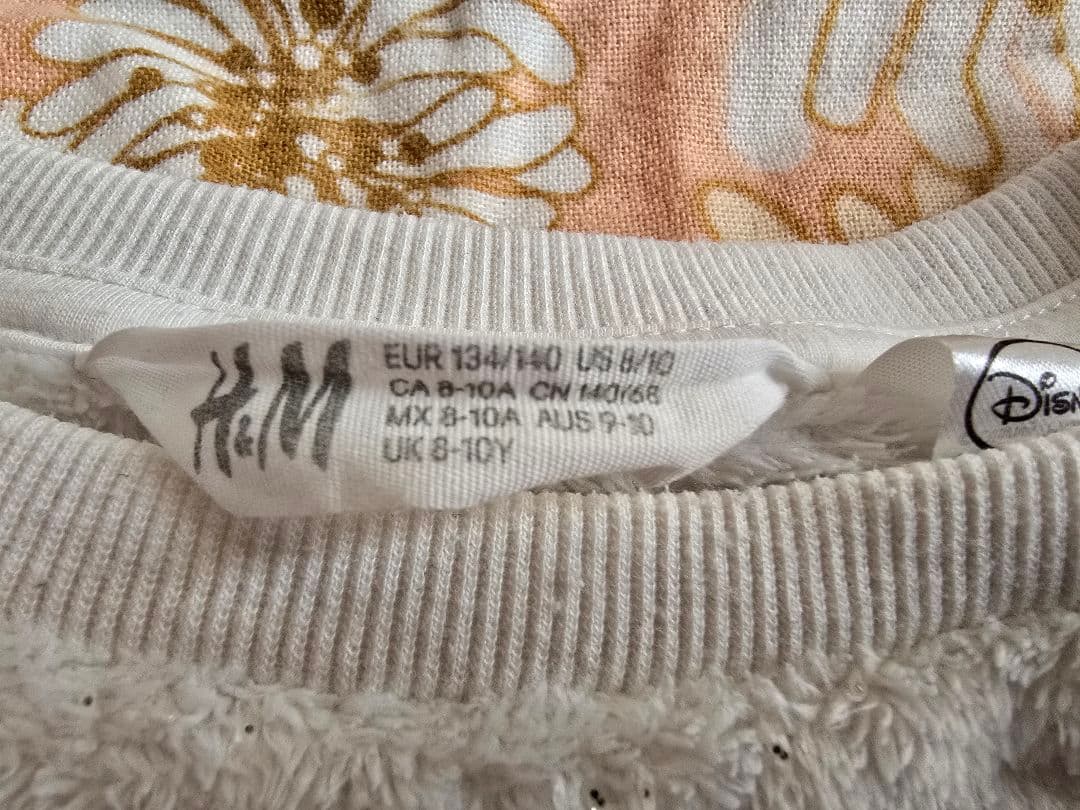 H&M
EUR 134/140 US 8/10
CA 8-10A CN 140/68
MX 8-10A AUS 9-10
UK 8-10Y
DISN